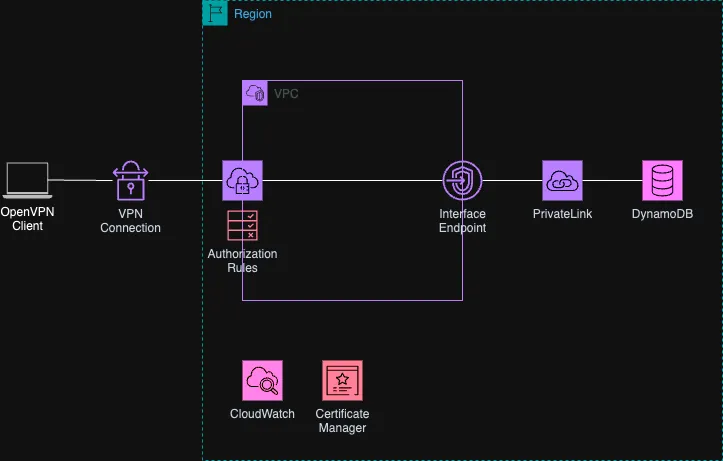 Region
VPC
OpenVPN
Client
VPN
Connection
Authorization
Rules
Interface
Endpoint
PrivateLink
DynamoDB
CloudWatch
Certificate
Manager